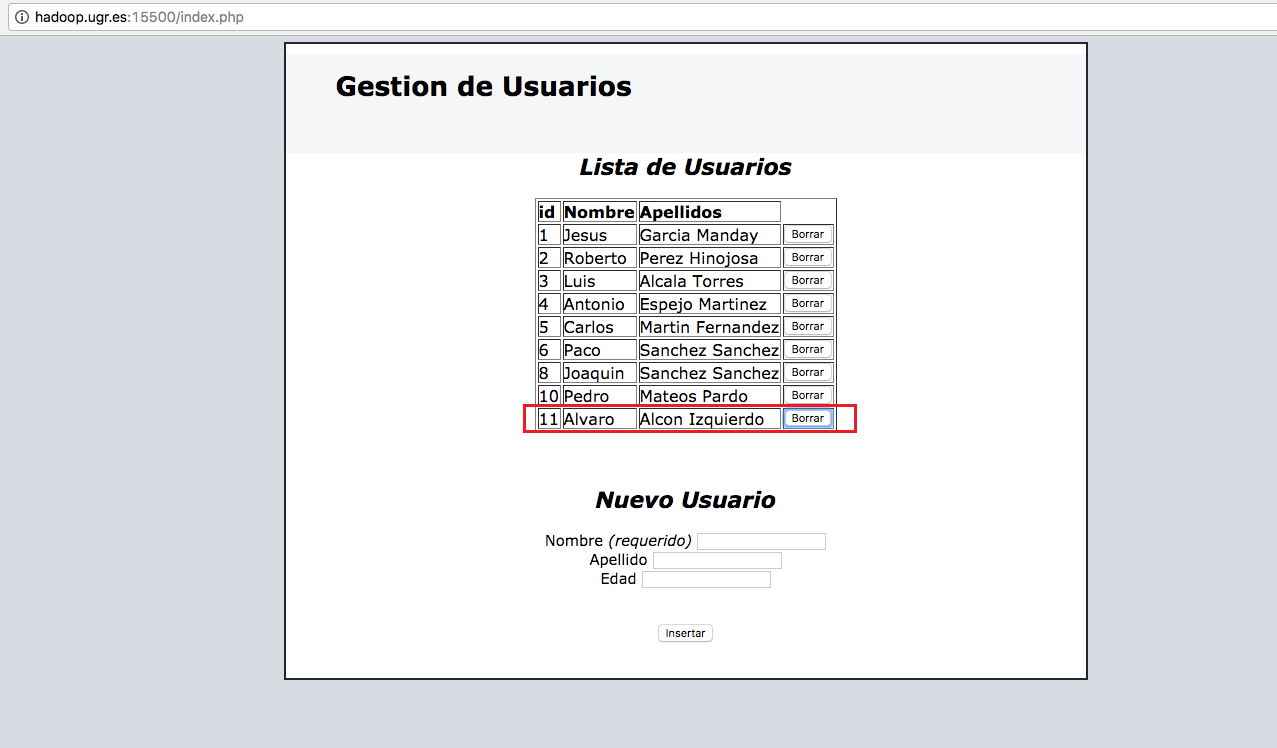 hadoop.ugr.es:15500/index.php
Gestion de Usuarios
Lista de Usuarios
id Nombre Apellidos
1 Jesus Garcia Manday Borrar
2 Roberto Perez Hinojosa Borrar
3 Luis Alcala Torres Borrar
4 Antonio Espejo Martinez Borrar
5 Carlos Martin Fernandez Borrar
6 Paco Sanchez Sanchez Borrar
8 Joaquin Sanchez Sanchez Borrar
10 Pedro Mateos Pardo Borrar
11 Alvaro Alcon Izquierdo Borrar
Nuevo Usuario
Nombre (requerido)
Apellido
Edad
Insertar